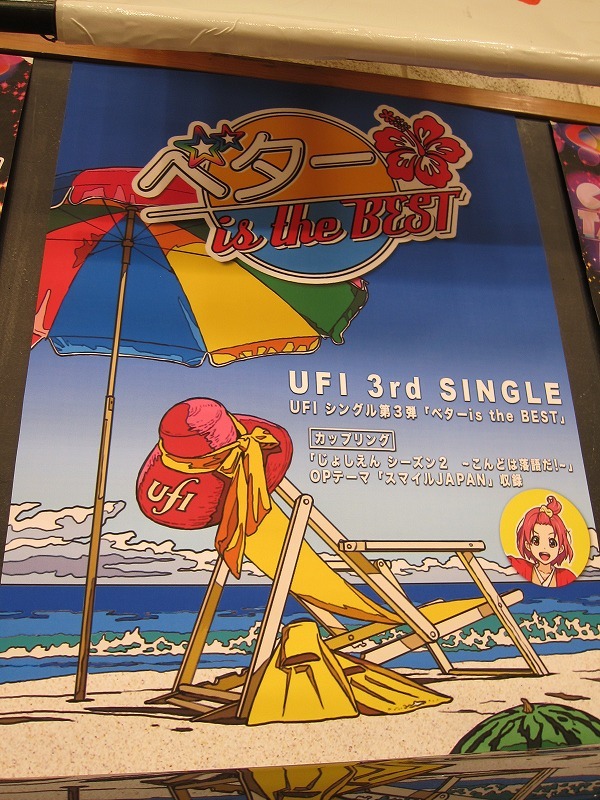 ベター
is the BEST
UFI 3rd SINGLE
UFI シングル第3弾「ベターis the BEST」
カップリング
「じょしえん シーズン2 ~こんどは落語だ!~」
OPテーマ「スマイルJAPAN」収録
ufi